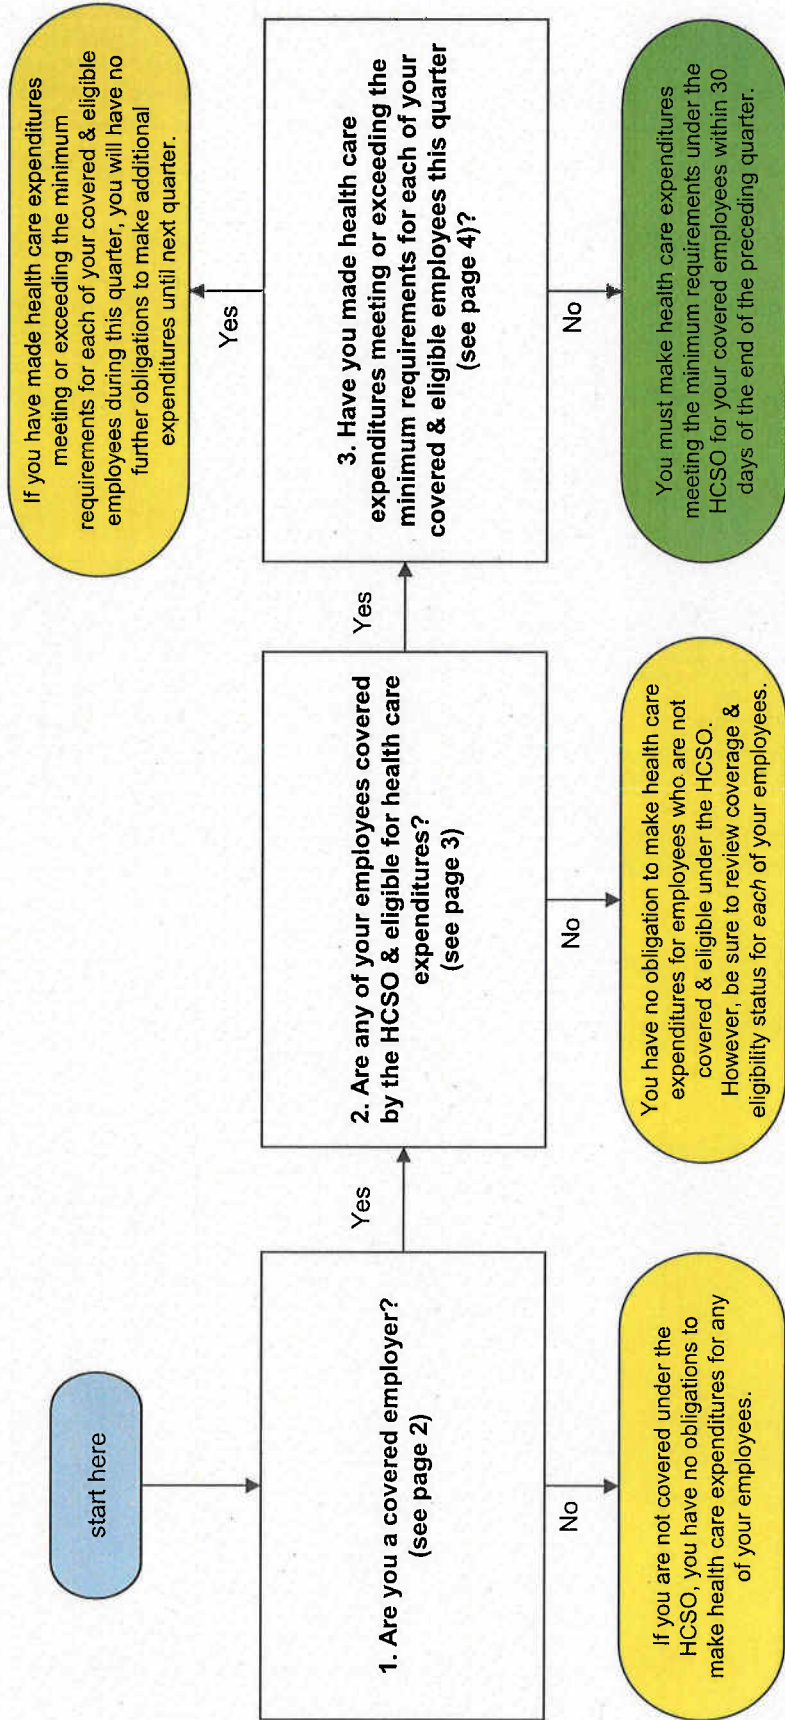 start here
1. Are you a covered employer?
(see page 2)
No
If you are not covered under the
HCSO, you have no obligations to
make health care expenditures for any
of your employees.
Yes
2. Are any of your employees covered
by the HCSO & eligible for health care
expenditures?
(see page 3)
No
You have no obligation to make health care
expenditures for employees who are not
covered & eligible under the HCSO.
However, be sure to review coverage &
eligibility status for each of your employees.
Yes
3. Have you made health care
expenditures meeting or exceeding the
minimum requirements for each of your
covered & eligible employees this quarter
(see page 4)?
Yes
If you have made health care expenditures
meeting or exceeding the minimum
requirements for each of your covered & eligible
employees during this quarter, you will have no
further obligations to make additional
expenditures until next quarter.
No
You must make health care expenditures
meeting the minimum requirements under the
HCSO for your covered employees within 30
days of the end of the preceding quarter.